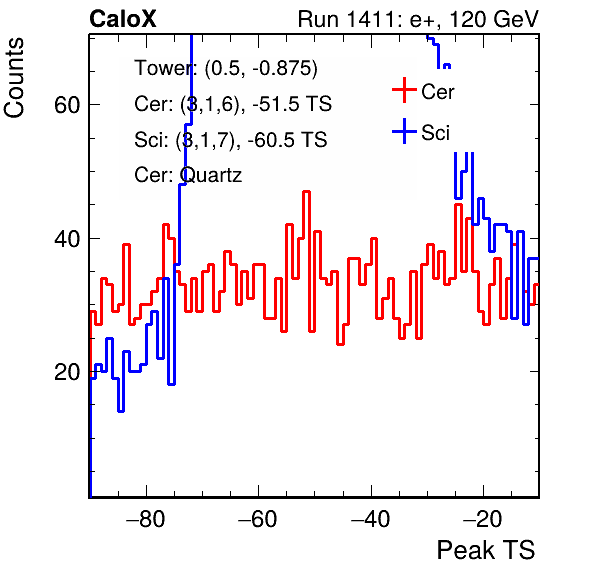 CaloX Run 1411: e+, 120 GeV
Counts
Tower: (0.5, -0.875)
Cer: (3,1,6), -51.5 TS
Sci: (3,1,7), -60.5 TS
Cer: Quartz
Cer
Sci
60
40
20
−80 −60 −40 −20
Peak TS